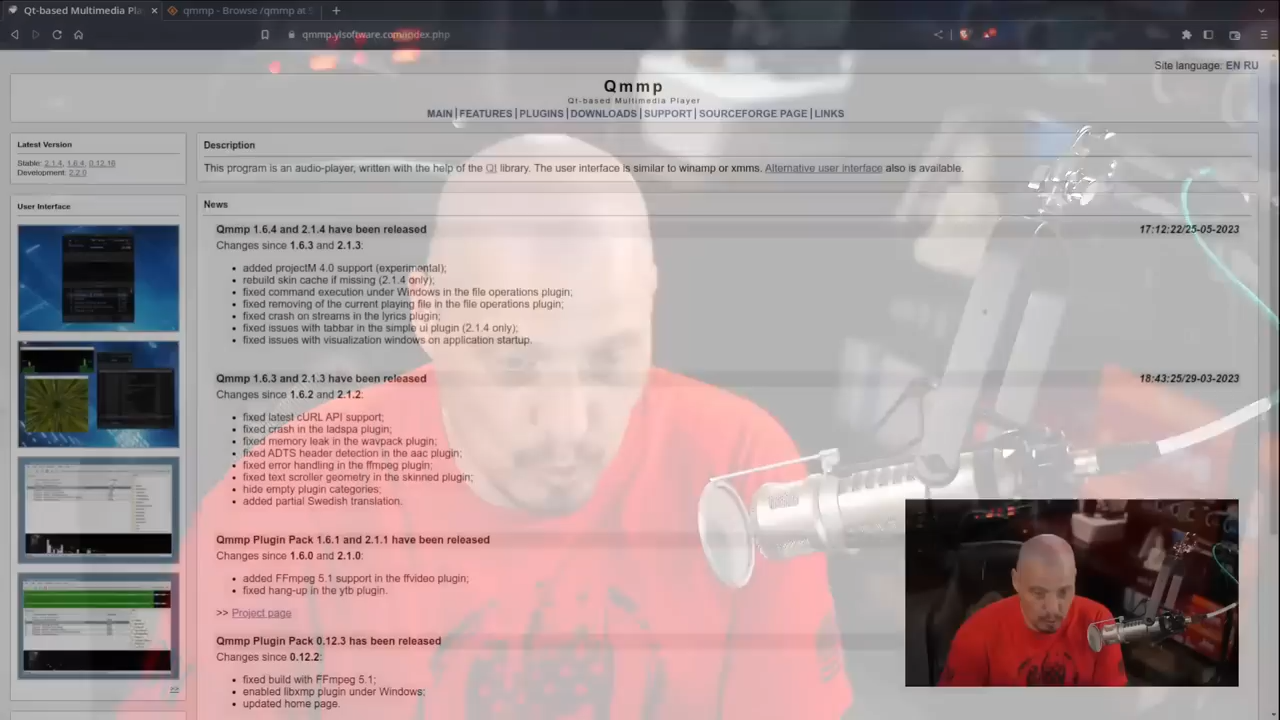 Qt-based Multimedia Pla
qmmp - Browse /qmmp at S
qmmp.ylsoftware.com/index.php
Site language: EN RU
Qmmp
Qt-based Multimedia Player
MAIN | FEATURES | PLUGINS | DOWNLOADS | SUPPORT | SOURCEFORGE PAGE | LINKS
Latest Version
Stable: 2.1.4, 1.6.4, 0.12.16
Development: 2.2.0
User Interface
>>
Description
This program is an audio-player, written with the help of the Qt library. The user interface is similar to winamp or xmms. Alternative user interface also is available.
News
Qmmp 1.6.4 and 2.1.4 have been released 17:12:22/25-05-2023
Changes since 1.6.3 and 2.1.3:
• added projectM 4.0 support (experimental);
• rebuild skin cache if missing (2.1.4 only);
• fixed command execution under Windows in the file operations plugin;
• fixed removing of the current playing file in the file operations plugin;
• fixed crash on streams in the lyrics plugin;
• fixed issues with tabbar in the simple ui plugin (2.1.4 only);
• fixed issues with visualization windows on application startup.
Qmmp 1.6.3 and 2.1.3 have been released 18:43:25/29-03-2023
Changes since 1.6.2 and 2.1.2:
• fixed latest cURL API support;
• fixed crash in the ladspa plugin;
• fixed memory leak in the wavpack plugin;
• fixed ADTS header detection in the aac plugin;
• fixed error handling in the ffmpeg plugin;
• fixed text scroller geometry in the skinned plugin;
• hide empty plugin categories;
• added partial Swedish translation.
Qmmp Plugin Pack 1.6.1 and 2.1.1 have been released
Changes since 1.6.0 and 2.1.0:
• added FFmpeg 5.1 support in the ffvideo plugin;
• fixed hang-up in the ytb plugin.
>> Project page
Qmmp Plugin Pack 0.12.3 has been released
Changes since 0.12.2:
• fixed build with FFmpeg 5.1;
• enabled libxmp plugin under Windows;
• updated home page.